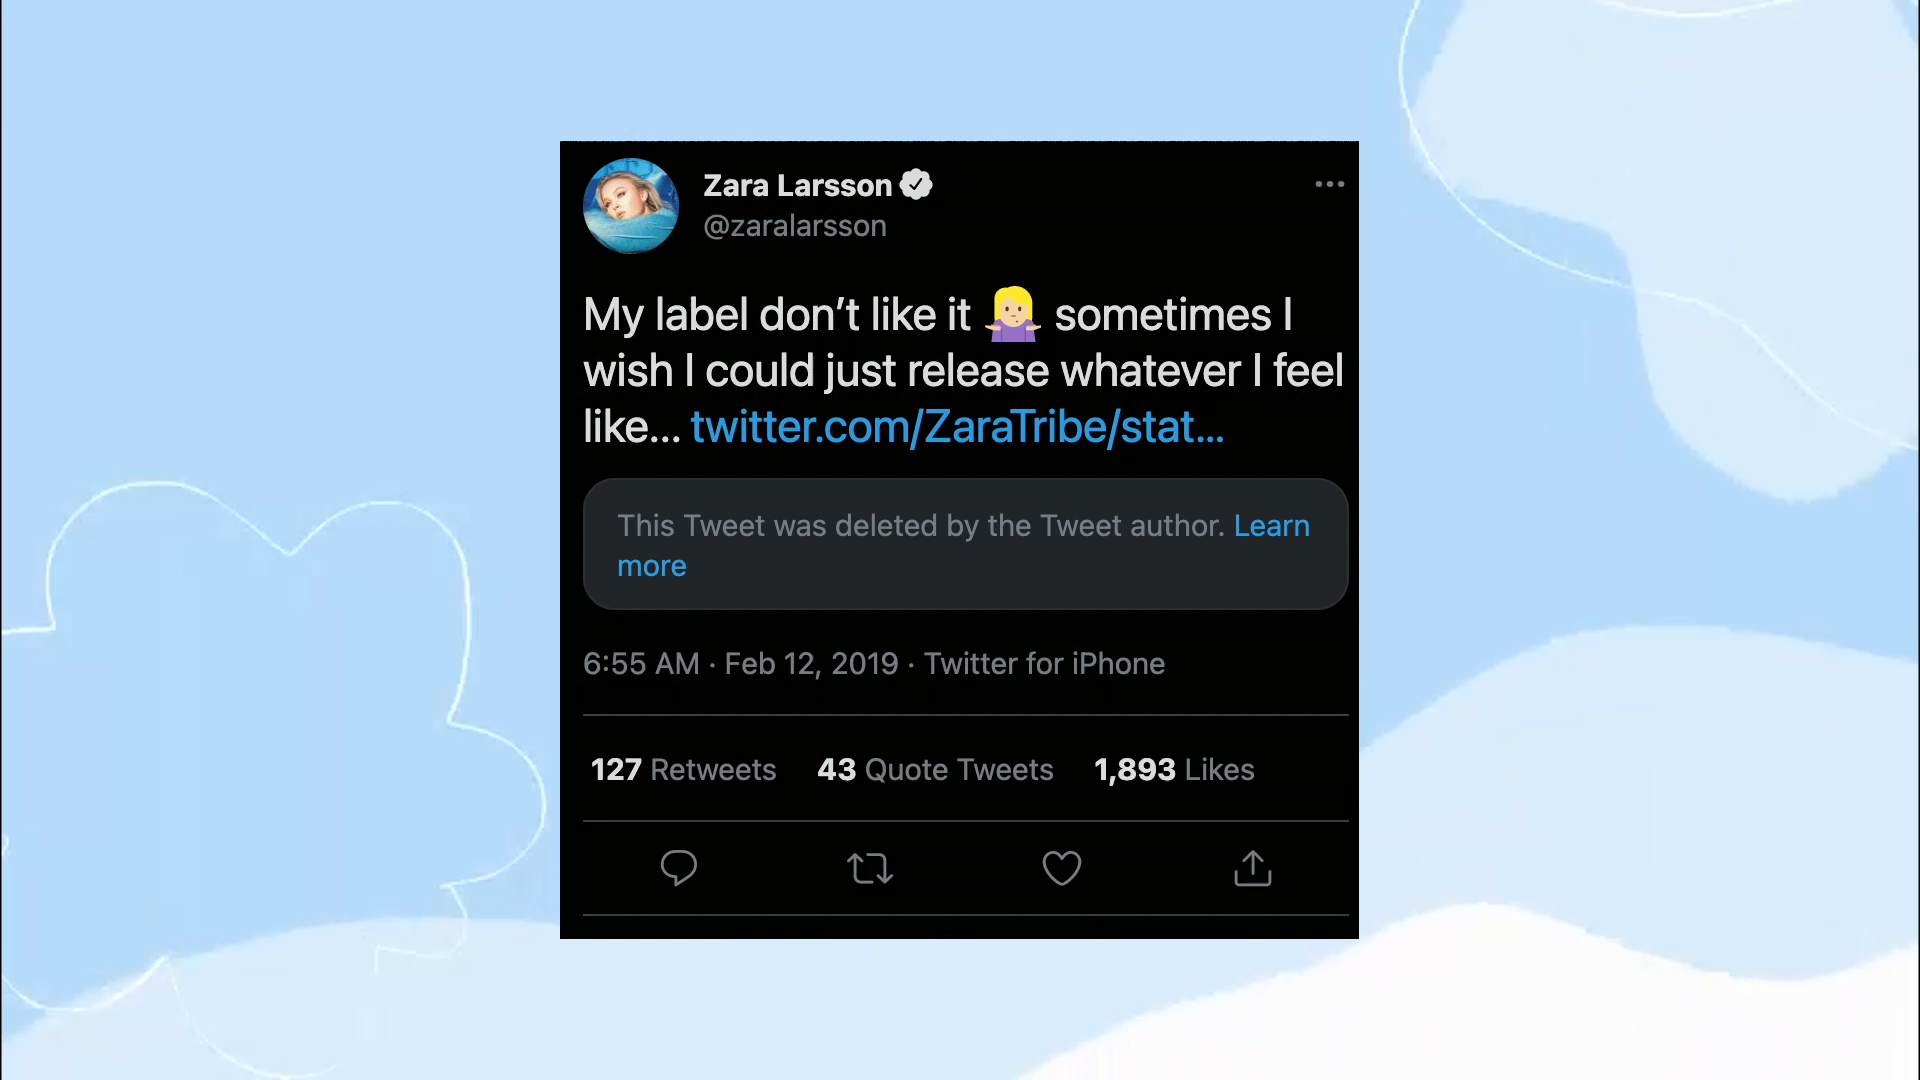 Zara Larsson
@zaralarsson
My label don’t like it 🤷🏼‍♀️ sometimes I
wish I could just release whatever I feel
like... twitter.com/ZaraTribe/stat...
This Tweet was deleted by the Tweet author. Learn
more
6:55 AM · Feb 12, 2019 · Twitter for iPhone
127 Retweets 43 Quote Tweets 1,893 Likes